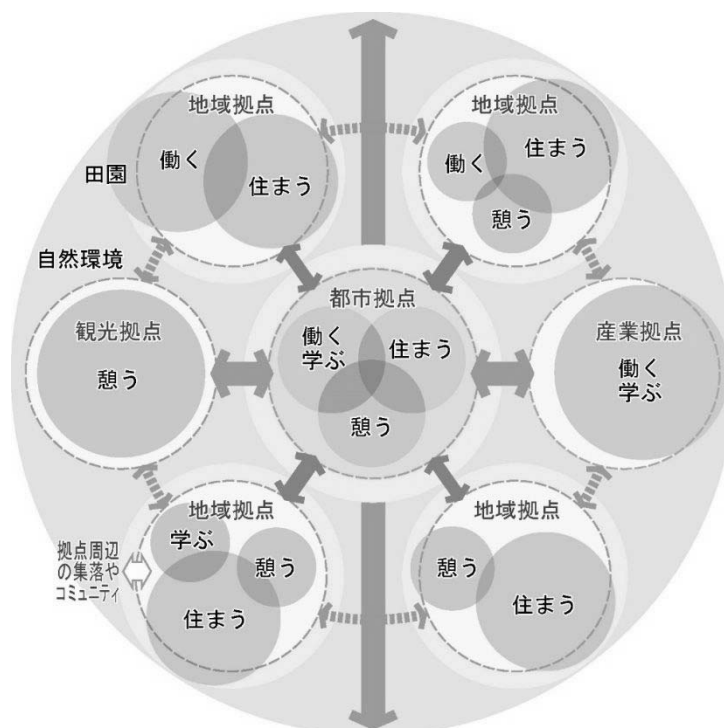 地域拠点
働く
住まう
地域拠点
働く
住まう
憩う
田園
自然環境
観光拠点
憩う
都市拠点
働く
学ぶ
住まう
憩う
産業拠点
働く
学ぶ
地域拠点
学ぶ
憩う
住まう
拠点周辺
の集落や
コミュニティ
地域拠点
憩う
住まう